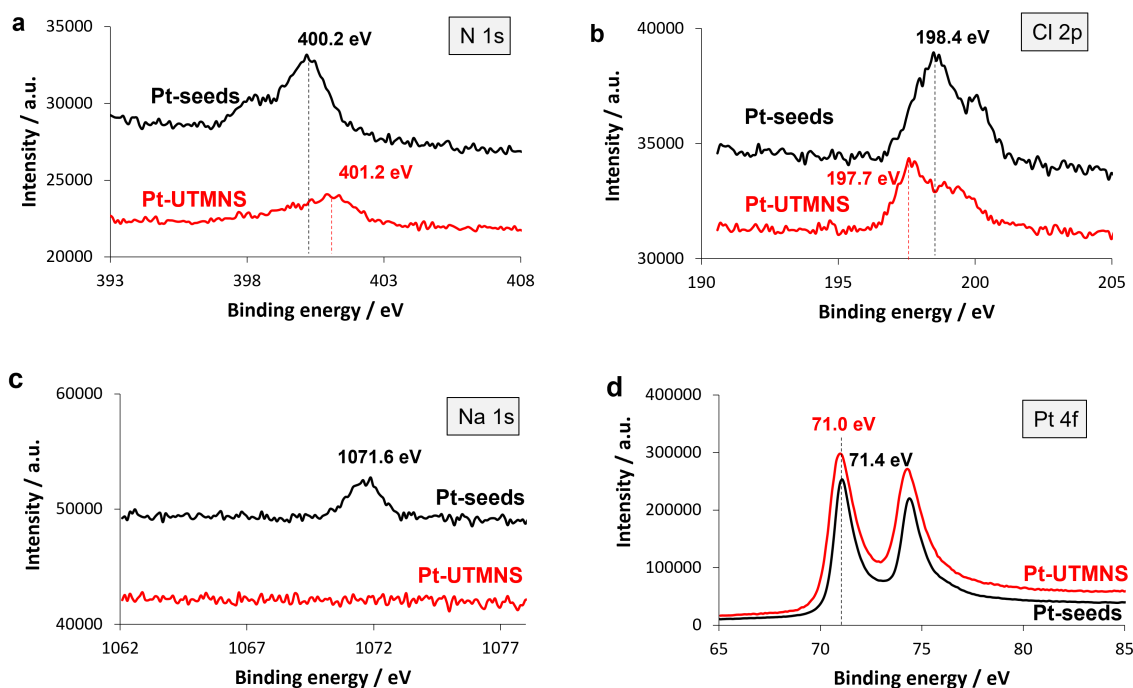 a
N 1s
400.2 eV
Pt-seeds
401.2 eV
Pt-UTMNS
35000
30000
25000
20000
393
398
403
408
Intensity / a.u.
Binding energy / eV
b
Cl 2p
198.4 eV
Pt-seeds
197.7 eV
Pt-UTMNS
40000
35000
30000
190
195
200
205
Intensity / a.u.
Binding energy / eV
c
Na 1s
1071.6 eV
Pt-seeds
Pt-UTMNS
60000
50000
40000
1062
1067
1072
1077
Intensity / a.u.
Binding energy / eV
d
Pt 4f
71.0 eV
71.4 eV
Pt-UTMNS
Pt-seeds
400000
300000
200000
100000
0
65
70
75
80
85
Intensity / a.u.
Binding energy / eV